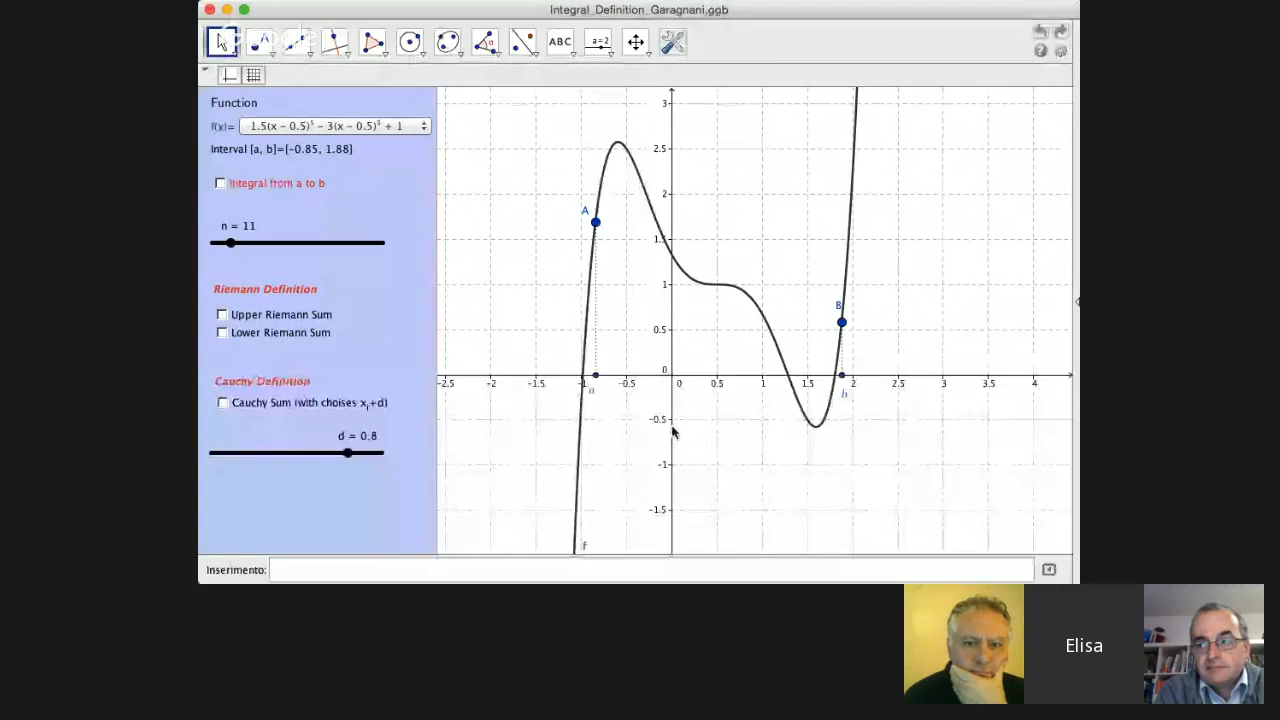 Integral_Definition_Garagnani.ggb
Google
ABC
a=2
Function
f(x)= 1.5(x − 0.5)⁵ − 3(x − 0.5)³ + 1
Interval [a, b]=[-0.85, 1.88]
Integral from a to b
n = 11
Riemann Definition
Upper Riemann Sum
Lower Riemann Sum
Cauchy Definition
Cauchy Sum (with choises xᵢ+d)
d = 0.8
3
2.5
2
A
1.5
1
B
0.5
0
-2.5 -2 -1.5 -1 -0.5 0 0.5 1 1.5 2 2.5 3 3.5 4
a b
-0.5
-1
-1.5
f
Inserimento:
Elisa